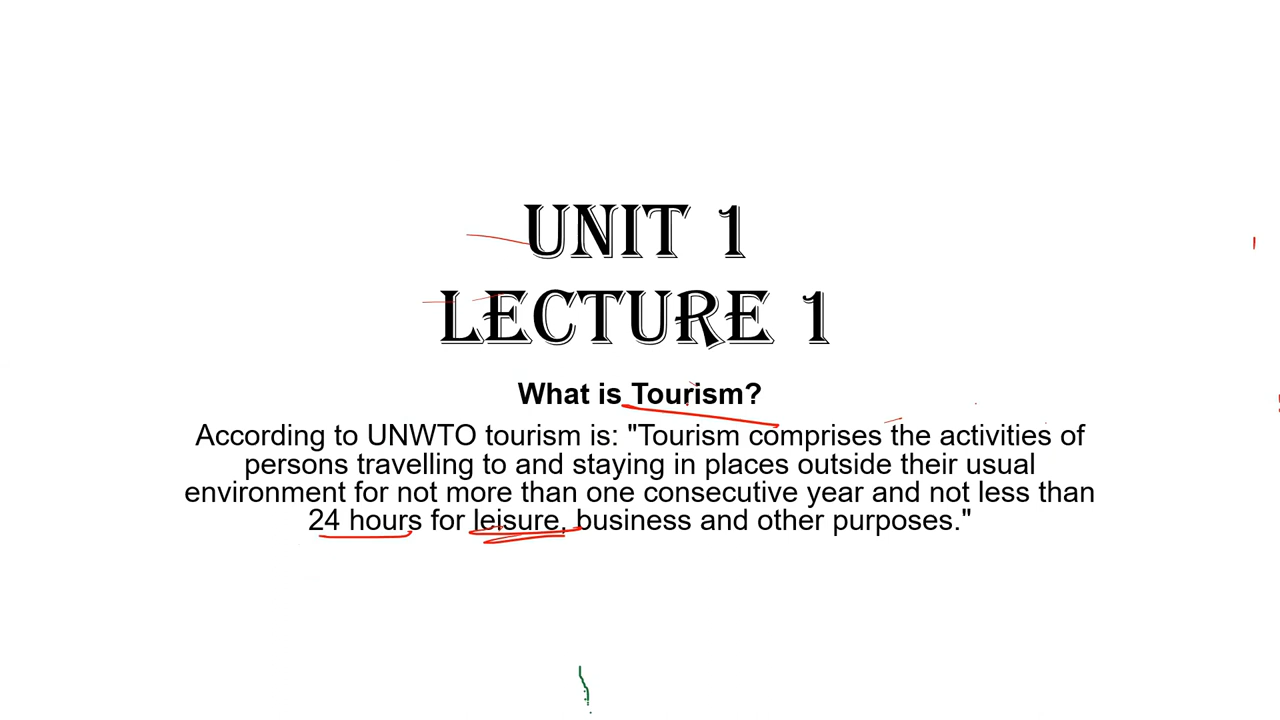 UNIT 1
LECTURE 1
What is Tourism?
According to UNWTO tourism is: "Tourism comprises the activities of
persons travelling to and staying in places outside their usual
environment for not more than one consecutive year and not less than
24 hours for leisure, business and other purposes."